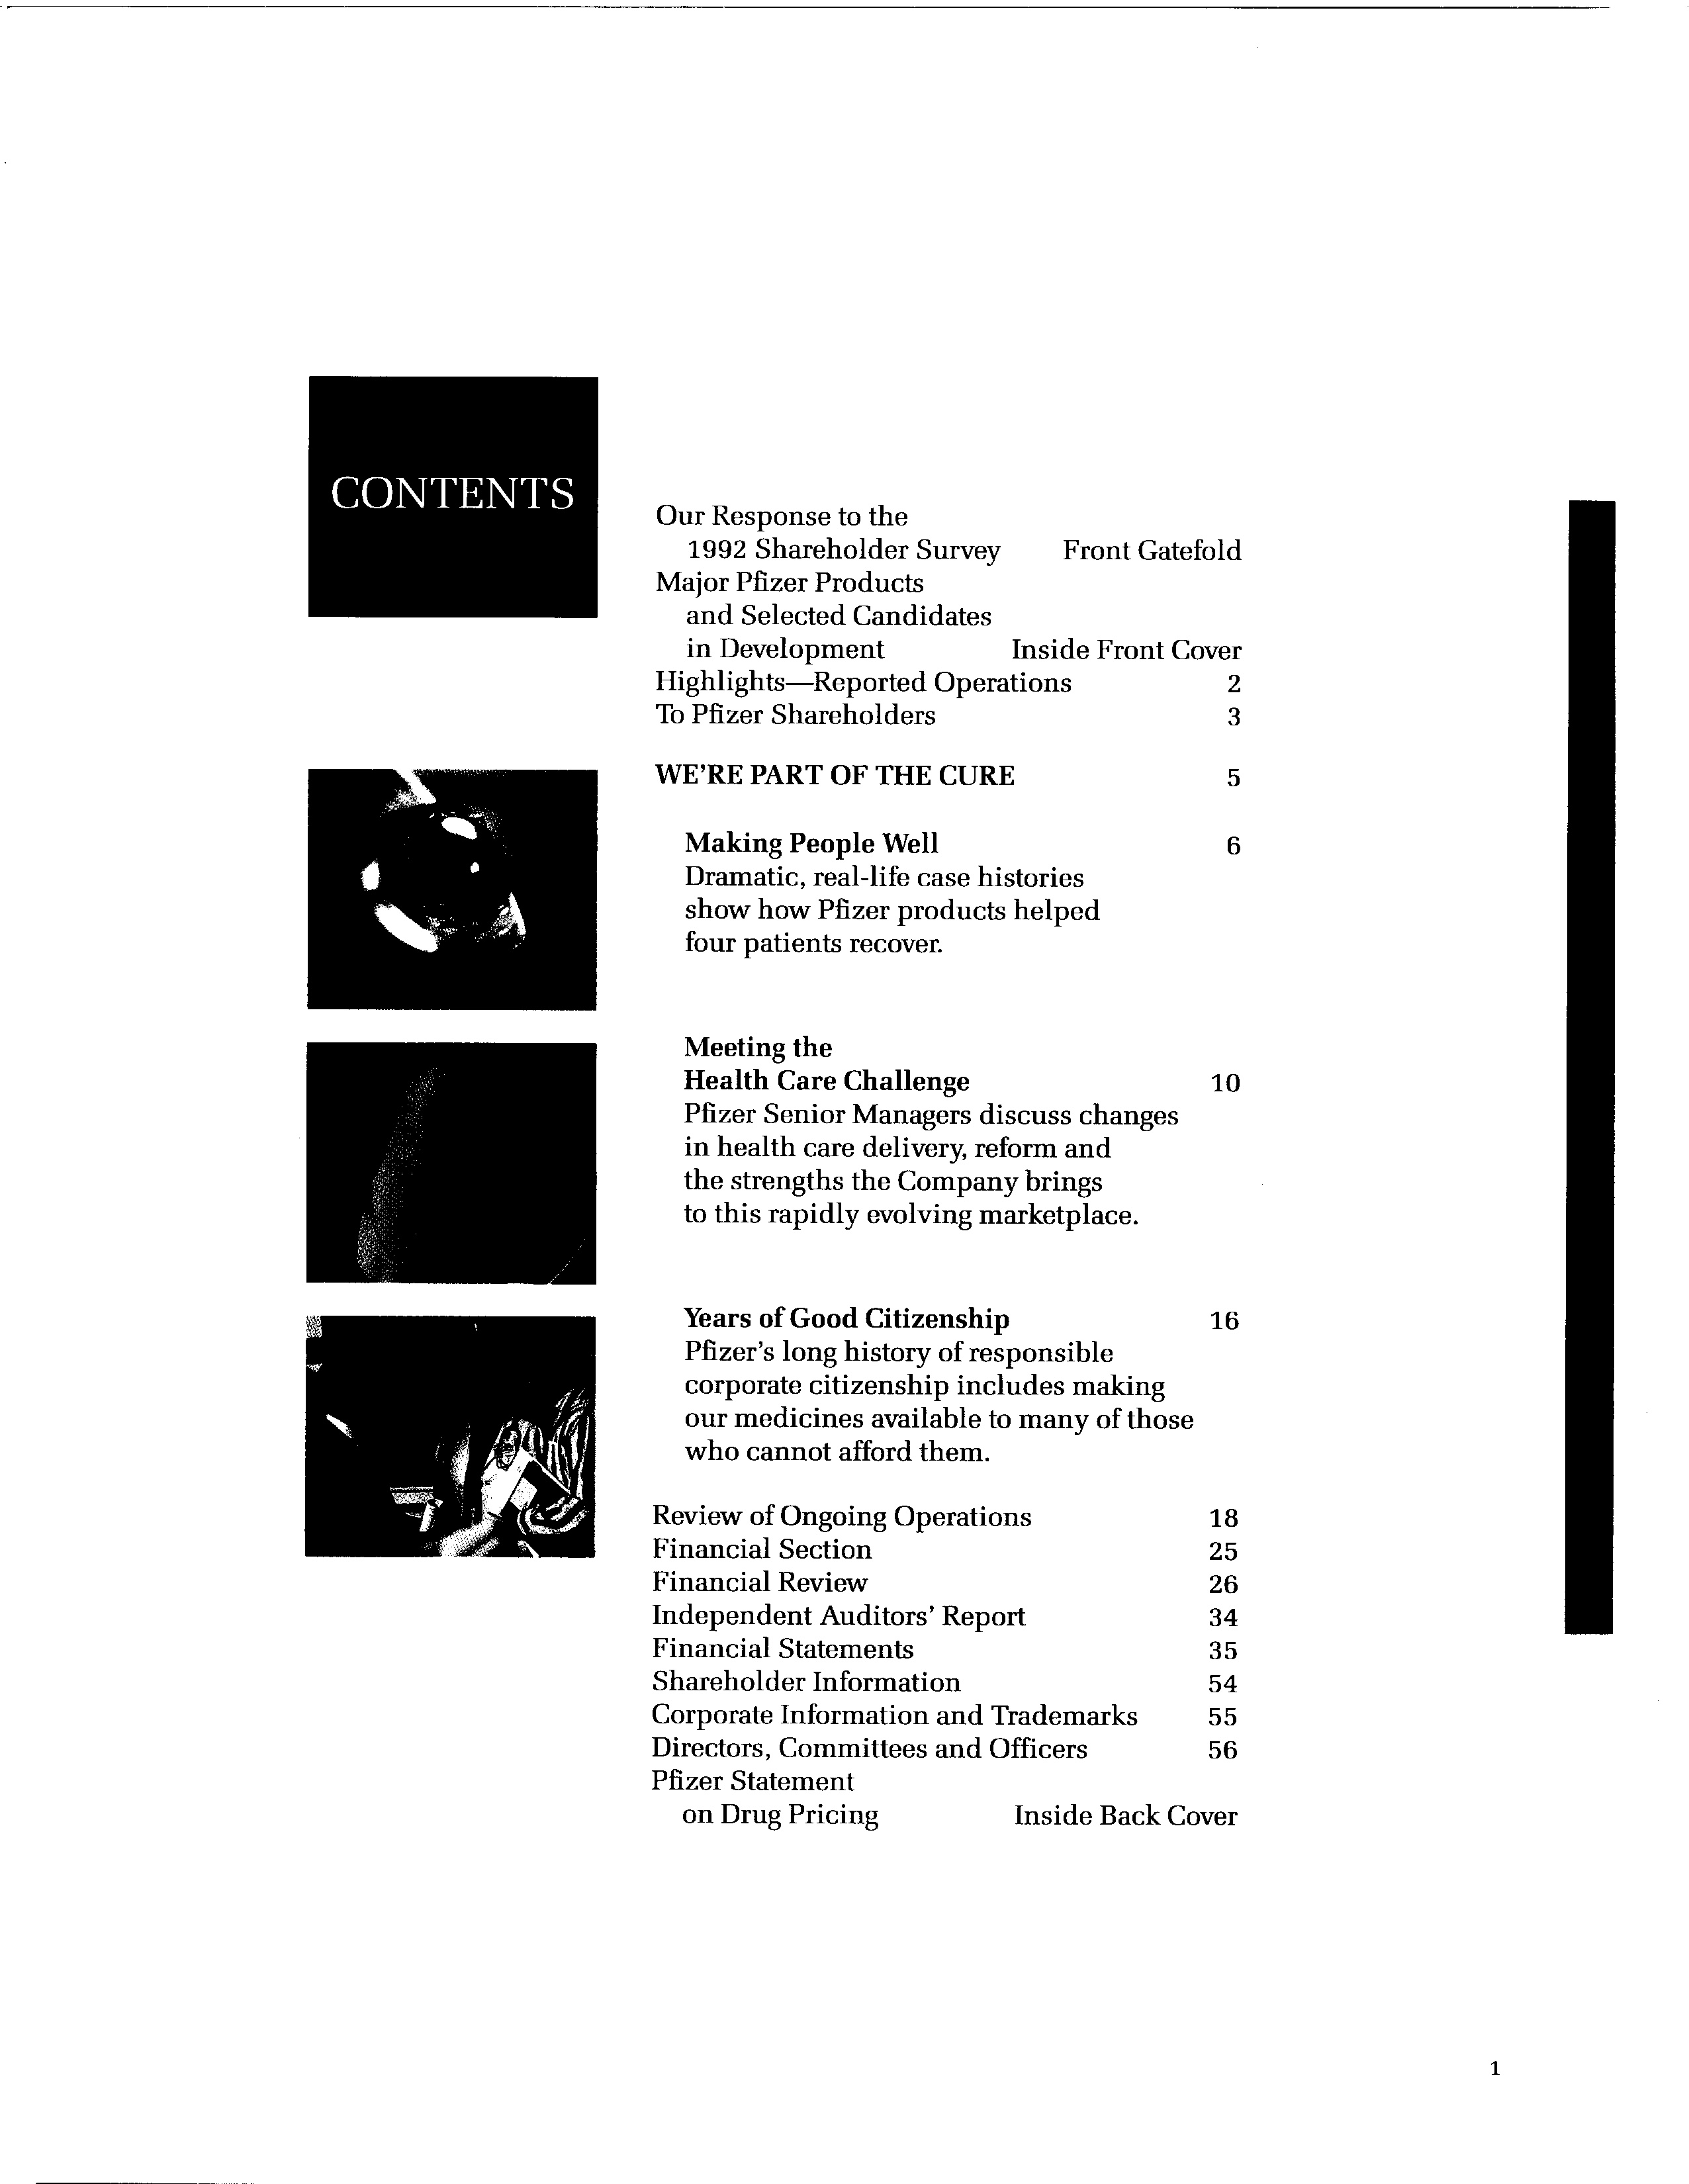 CONTENTS
Our Response to the
1992 Shareholder Survey Front Gatefold
Major Pfizer Products
and Selected Candidates
in Development Inside Front Cover
Highlights—Reported Operations 2
To Pfizer Shareholders 3
WE'RE PART OF THE CURE 5
Making People Well 6
Dramatic, real-life case histories
show how Pfizer products helped
four patients recover.
Meeting the
Health Care Challenge 10
Pfizer Senior Managers discuss changes
in health care delivery, reform and
the strengths the Company brings
to this rapidly evolving marketplace.
Years of Good Citizenship 16
Pfizer's long history of responsible
corporate citizenship includes making
our medicines available to many of those
who cannot afford them.
Review of Ongoing Operations 18
Financial Section 25
Financial Review 26
Independent Auditors' Report 34
Financial Statements 35
Shareholder Information 54
Corporate Information and Trademarks 55
Directors, Committees and Officers 56
Pfizer Statement
on Drug Pricing Inside Back Cover
1